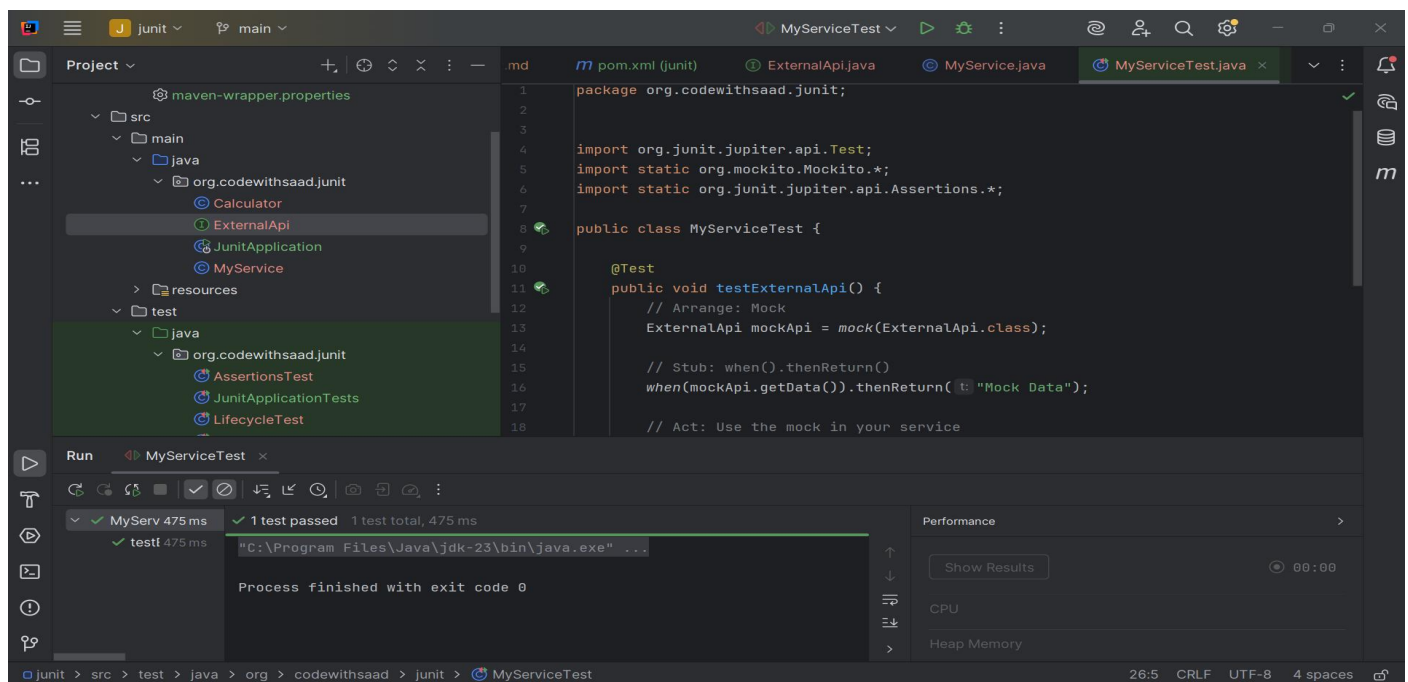 J junit main MyServiceTest
Project
.md
m pom.xml (junit)
ExternalApi.java
MyService.java
MyServiceTest.java
maven-wrapper.properties
src
main
java
org.codewithsaad.junit
Calculator
ExternalApi
JunitApplication
MyService
resources
test
java
org.codewithsaad.junit
AssertionsTest
JunitApplicationTests
LifecycleTest
1 package org.codewithsaad.junit;
2
3
4 import org.junit.jupiter.api.Test;
5 import static org.mockito.Mockito.*;
6 import static org.junit.jupiter.api.Assertions.*;
7
8 public class MyServiceTest {
9
10 @Test
11 public void testExternalApi() {
12 // Arrange: Mock
13 ExternalApi mockApi = mock(ExternalApi.class);
14
15 // Stub: when().thenReturn()
16 when(mockApi.getData()).thenReturn( t: "Mock Data");
17
18 // Act: Use the mock in your service
m
Run MyServiceTest
MyServ 475 ms
testE 475 ms
1 test passed 1 test total, 475 ms
"C:\Program Files\Java\jdk-23\bin\java.exe" ...
Process finished with exit code 0
Performance
Show Results 00:00
CPU
Heap Memory
junit > src > test > java > org > codewithsaad > junit > MyServiceTest
26:5 CRLF UTF-8 4 spaces